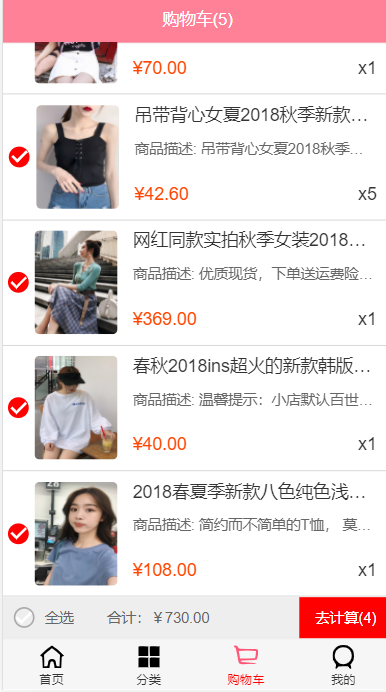 购物车(5)
¥70.00 x1
吊带背心女夏2018秋季新款…
商品描述: 吊带背心女夏2018秋季…
¥42.60 x5
网红同款实拍秋季女装2018…
商品描述: 优质现货，下单送运费险…
¥369.00 x1
春秋2018ins超火的新款韩版…
商品描述: 温馨提示：小店默认百世…
¥40.00 x1
2018春夏季新款八色纯色浅…
商品描述: 简约而不简单的T恤， 莫…
¥108.00 x1
全选 合计：￥730.00 去计算(4)
首页 分类 购物车 我的